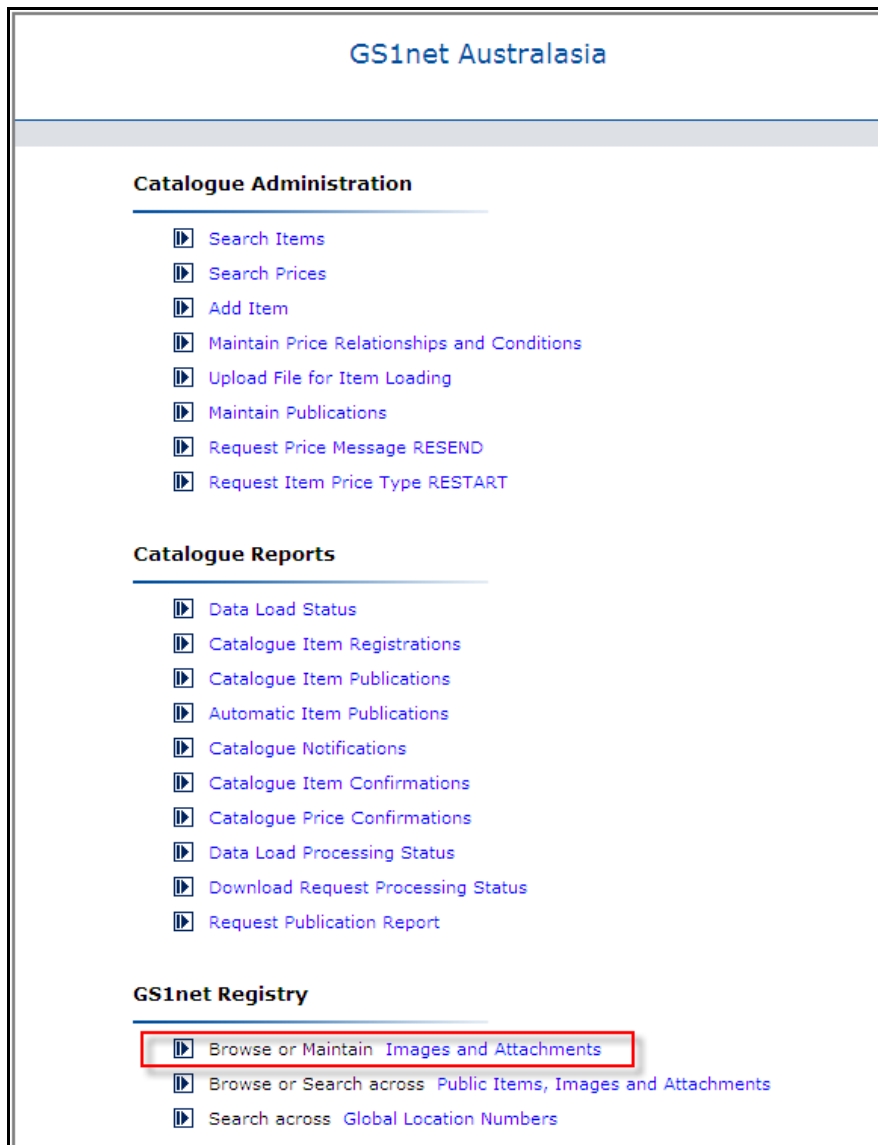 GS1net Australasia
Catalogue Administration
Search Items
Search Prices
Add Item
Maintain Price Relationships and Conditions
Upload File for Item Loading
Maintain Publications
Request Price Message RESEND
Request Item Price Type RESTART
Catalogue Reports
Data Load Status
Catalogue Item Registrations
Catalogue Item Publications
Automatic Item Publications
Catalogue Notifications
Catalogue Item Confirmations
Catalogue Price Confirmations
Data Load Processing Status
Download Request Processing Status
Request Publication Report
GS1net Registry
Browse or Maintain Images and Attachments
Browse or Search across Public Items, Images and Attachments
Search across Global Location Numbers